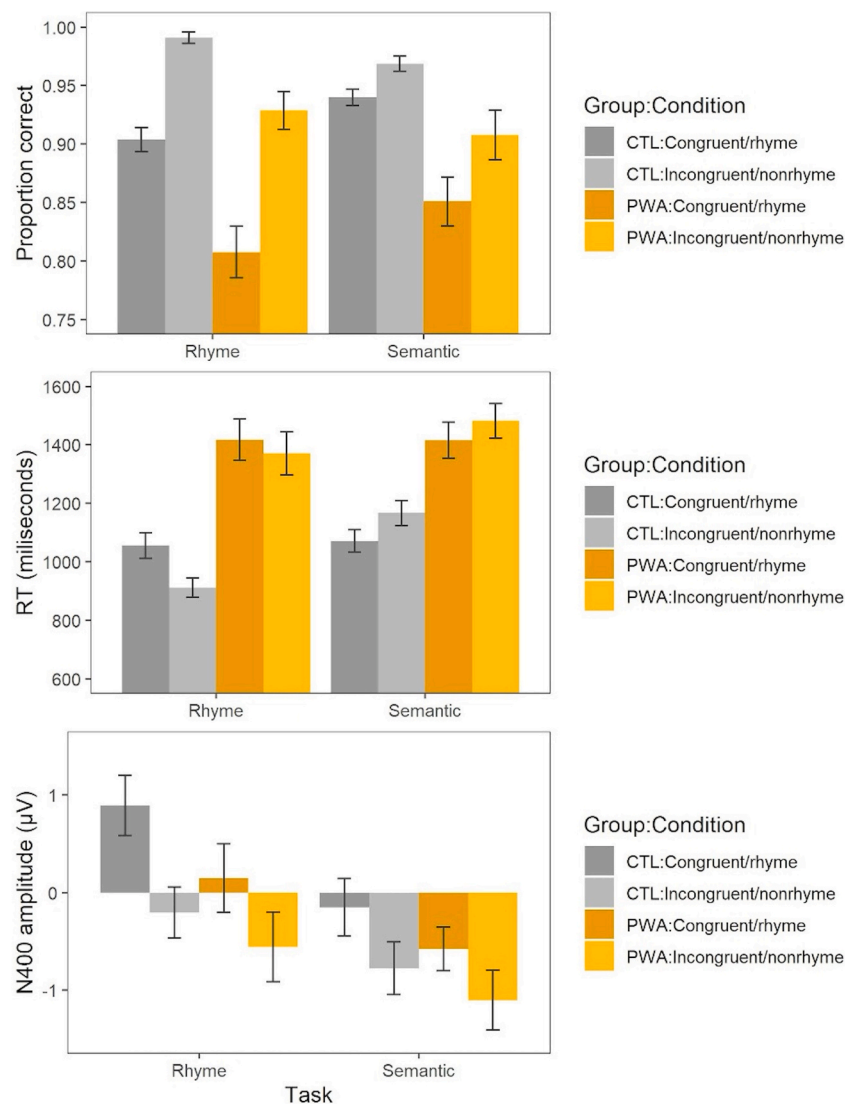 Proportion correct
1.00
0.95
0.90
0.85
0.80
0.75
Rhyme
Semantic
Group:Condition
CTL:Congruent/rhyme
CTL:Incongruent/nonrhyme
PWA:Congruent/rhyme
PWA:Incongruent/nonrhyme
RT (miliseconds)
1600
1400
1200
1000
800
600
Rhyme
Semantic
Group:Condition
CTL:Congruent/rhyme
CTL:Incongruent/nonrhyme
PWA:Congruent/rhyme
PWA:Incongruent/nonrhyme
N400 amplitude (µV)
1
0
-1
Rhyme
Semantic
Task
Group:Condition
CTL:Congruent/rhyme
CTL:Incongruent/nonrhyme
PWA:Congruent/rhyme
PWA:Incongruent/nonrhyme